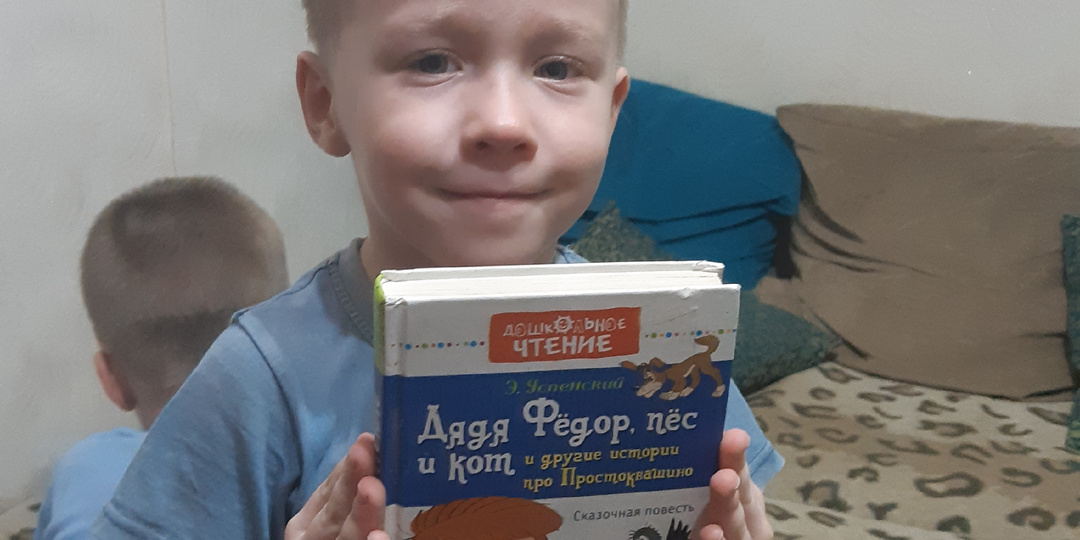 ДОШКОЛЬНОЕ
ЧТЕНИЕ
Э. Успенский
Дядя Фёдор, пёс
и кот и другие истории
про Простоквашино
Сказочная повесть